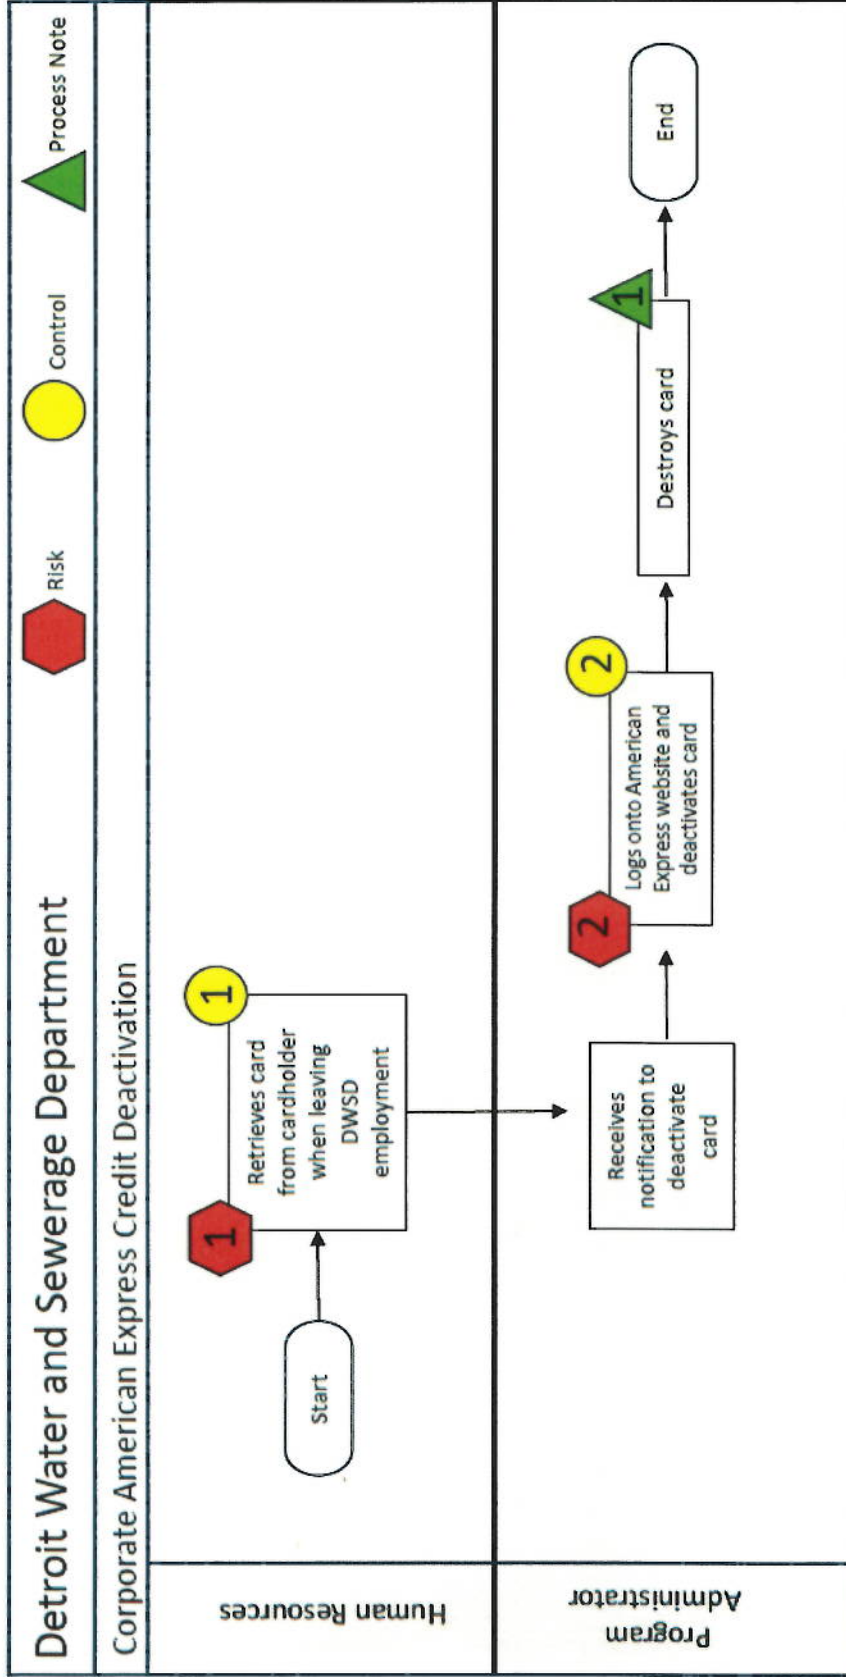 Detroit Water and Sewerage Department
Risk
Control
Process Note
Corporate American Express Credit Deactivation
Human Resources
Start
1
Retrieves card
from cardholder
when leaving
DWSD
employment
1
Program
Administrator
Receives
notification to
deactivate
card
2
Logs onto American
Express website and
deactivates card
2
Destroys card
1
End